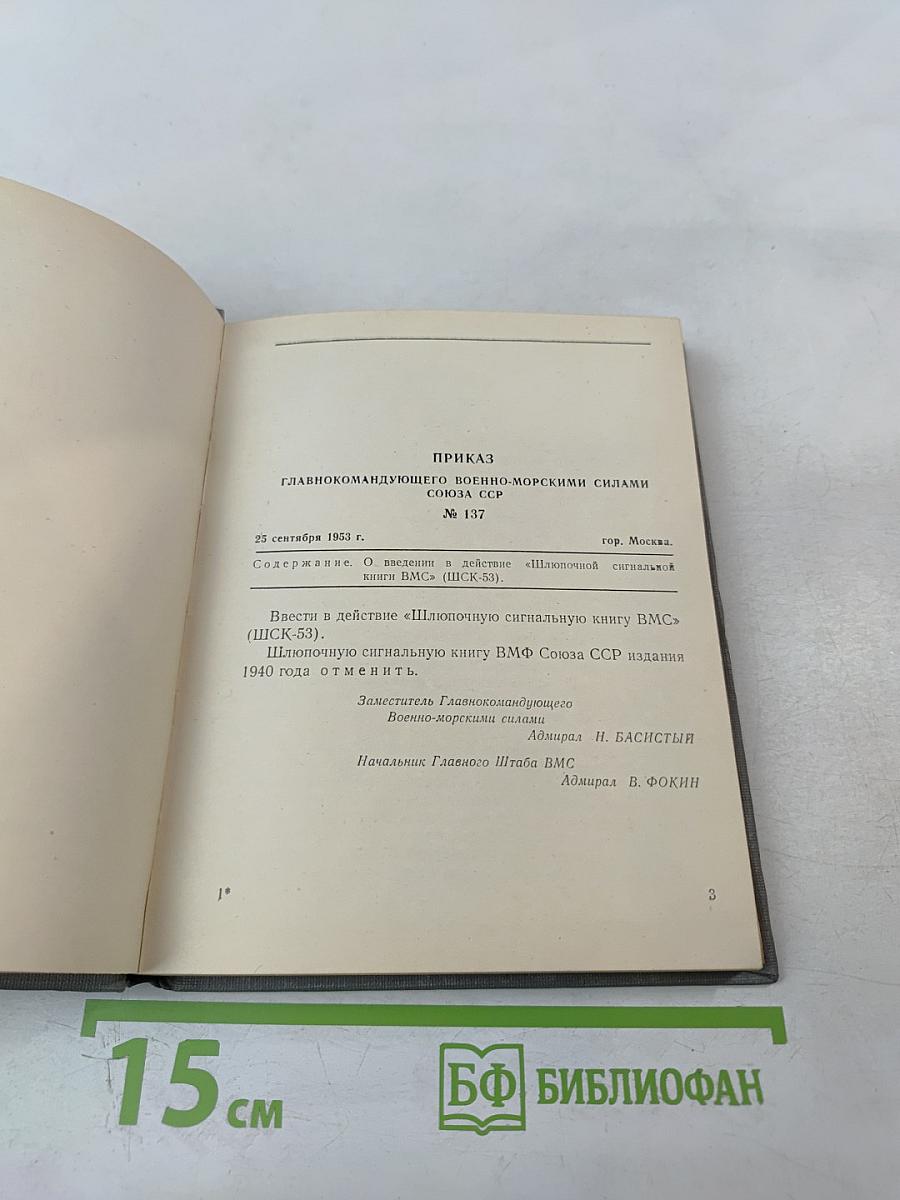 ПРИКАЗ
ГЛАВНОКОМАНДУЮЩЕГО ВОЕННО-МОРСКИМИ СИЛАМИ
СОЮЗА ССР
№ 137
25 сентября 1953 г. гор. Москва.
Содержание. О введении в действие «Шлюпочной сигнальной
книги ВМС» (ШСК-53).
Ввести в действие «Шлюпочную сигнальную книгу ВМС»
(ШСК-53).
Шлюпочную сигнальную книгу ВМФ Союза ССР издания
1940 года отменить.
Заместитель Главнокомандующего
Военно-морскими силами
Адмирал Н. БАСИСТЫЙ
Начальник Главного Штаба ВМС
Адмирал В. ФОКИН
1* 3
15 см БФ БИБЛИОФАН